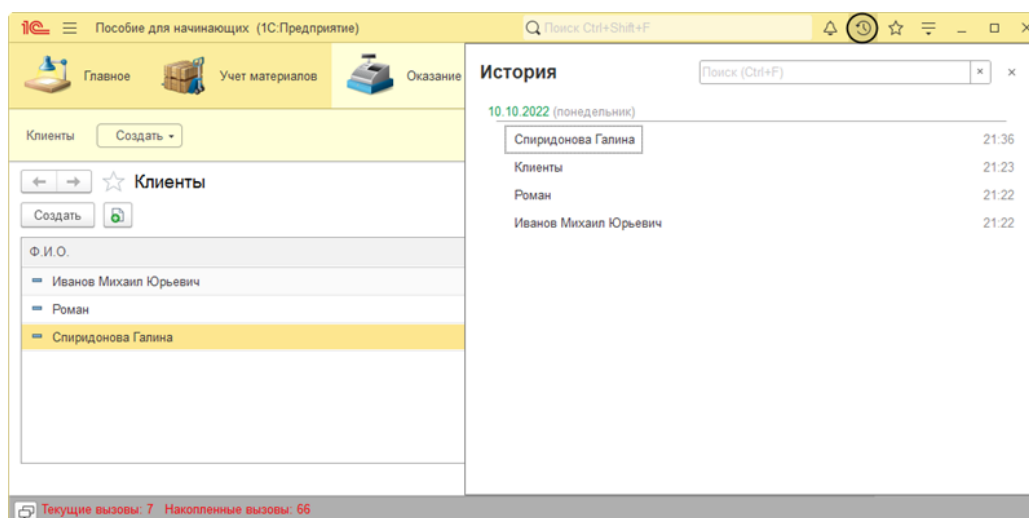 1С Пособие для начинающих (1С:Предприятие) Поиск Ctrl+Shift+F
Главное Учет материалов Оказание
Клиенты Создать
Клиенты
Создать
Ф.И.О.
Иванов Михаил Юрьевич
Роман
Спиридонова Галина
История Поиск (Ctrl+F) × ×
10.10.2022 (понедельник)
Спиридонова Галина 21:36
Клиенты 21:23
Роман 21:22
Иванов Михаил Юрьевич 21:22
Текущие вызовы: 7 Накопленные вызовы: 66